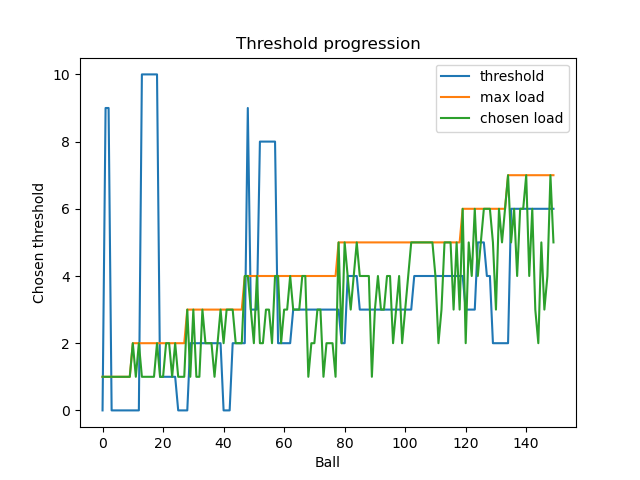 Threshold progression
threshold
max load
chosen load
Chosen threshold
10
8
6
4
2
0
0 20 40 60 80 100 120 140
Ball